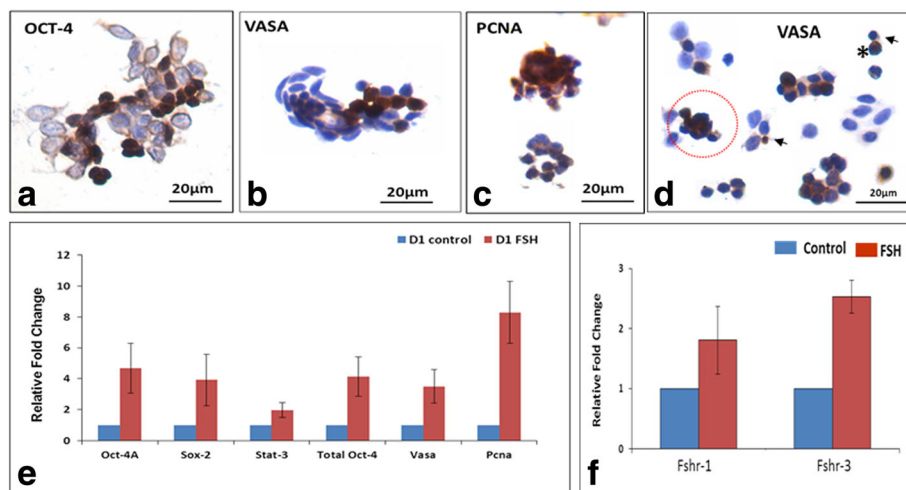 OCT-4
VASA
PCNA
VASA
*
a
20µm
b
20µm
c
20µm
d
20µm
D1 control
D1 FSH
Relative Fold Change
12
10
8
6
4
2
0
Oct-4A
Sox-2
Stat-3
Total Oct-4
Vasa
Pcna
e
Control
FSH
Relative Fold Change
3
2
1
0
Fshr-1
Fshr-3
f